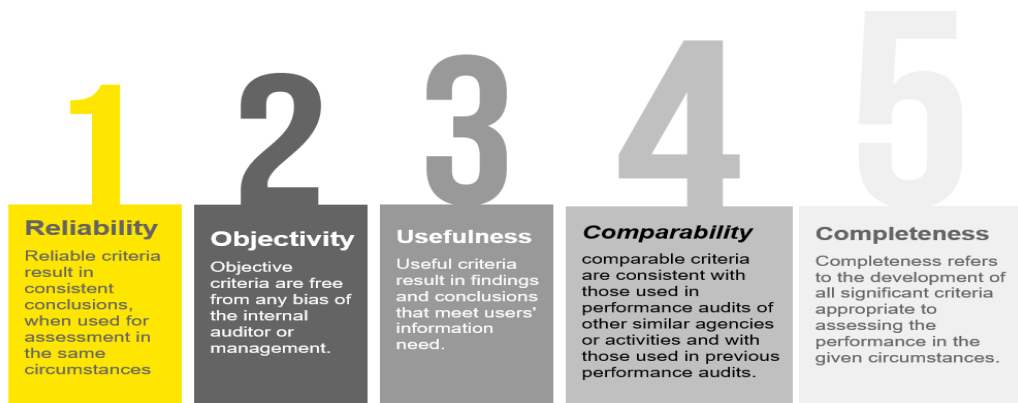 1
Reliability
Reliable criteria
result in
consistent
conclusions,
when used for
assessment in
the same
circumstances
2
Objectivity
Objective
criteria are free
from any bias of
the internal
auditor or
management.
3
Usefulness
Useful criteria
result in findings
and conclusions
that meet users'
information
need.
4
Comparability
comparable criteria
are consistent with
those used in
performance audits of
other similar agencies
or activities and with
those used in previous
performance audits.
5
Completeness
Completeness refers
to the development of
all significant criteria
appropriate to
assessing the
performance in the
given circumstances.